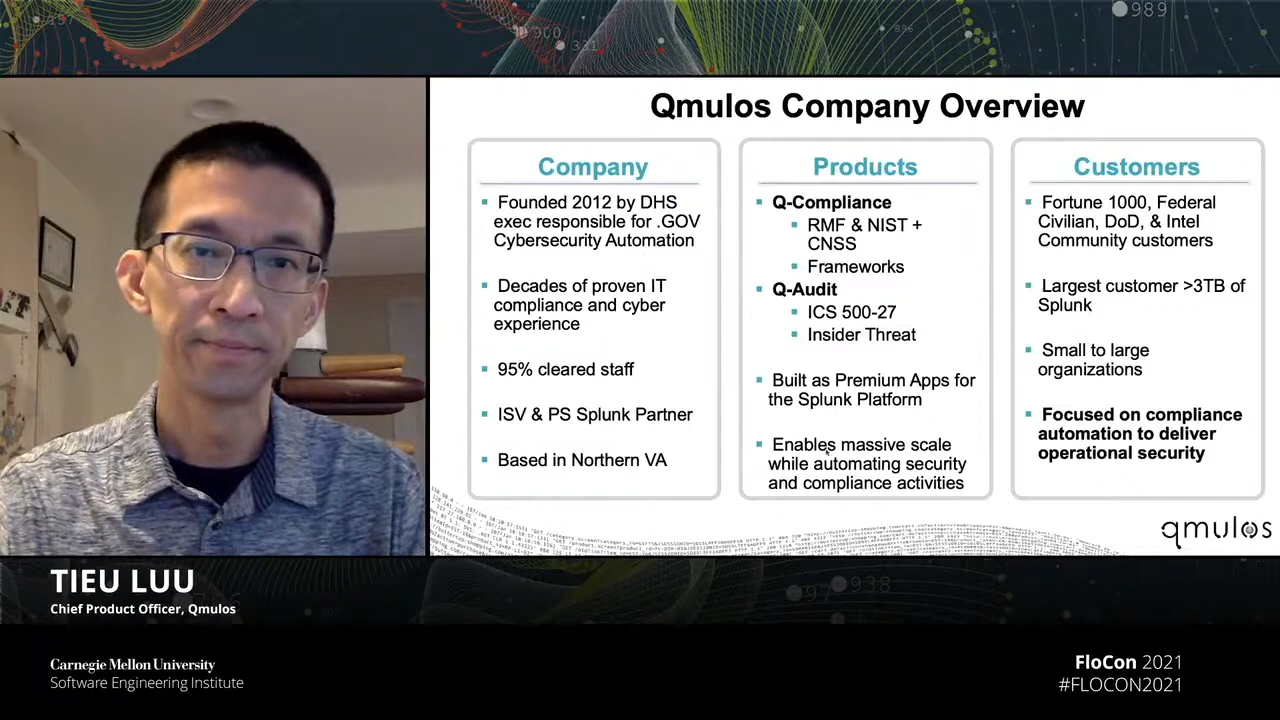 989
900
331
896
Qmulos Company Overview
Company
▪ Founded 2012 by DHS
exec responsible for .GOV
Cybersecurity Automation
▪ Decades of proven IT
compliance and cyber
experience
▪ 95% cleared staff
▪ ISV & PS Splunk Partner
▪ Based in Northern VA
Products
▪ Q-Compliance
▪ RMF & NIST +
CNSS
▪ Frameworks
▪ Q-Audit
▪ ICS 500-27
▪ Insider Threat
▪ Built as Premium Apps for
the Splunk Platform
▪ Enables massive scale
while automating security
and compliance activities
Customers
▪ Fortune 1000, Federal
Civilian, DoD, & Intel
Community customers
▪ Largest customer >3TB of
Splunk
▪ Small to large
organizations
▪ Focused on compliance
automation to deliver
operational security
qmulos
TIEU LUU
Chief Product Officer, Qmulos
938
Carnegie Mellon University
Software Engineering Institute
FloCon 2021
#FLOCON2021